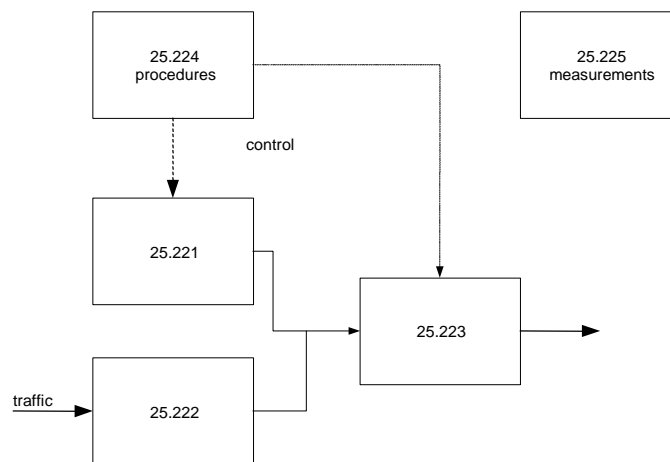 25.224
procedures
25.225
measurements
control
25.221
25.223
traffic
25.222